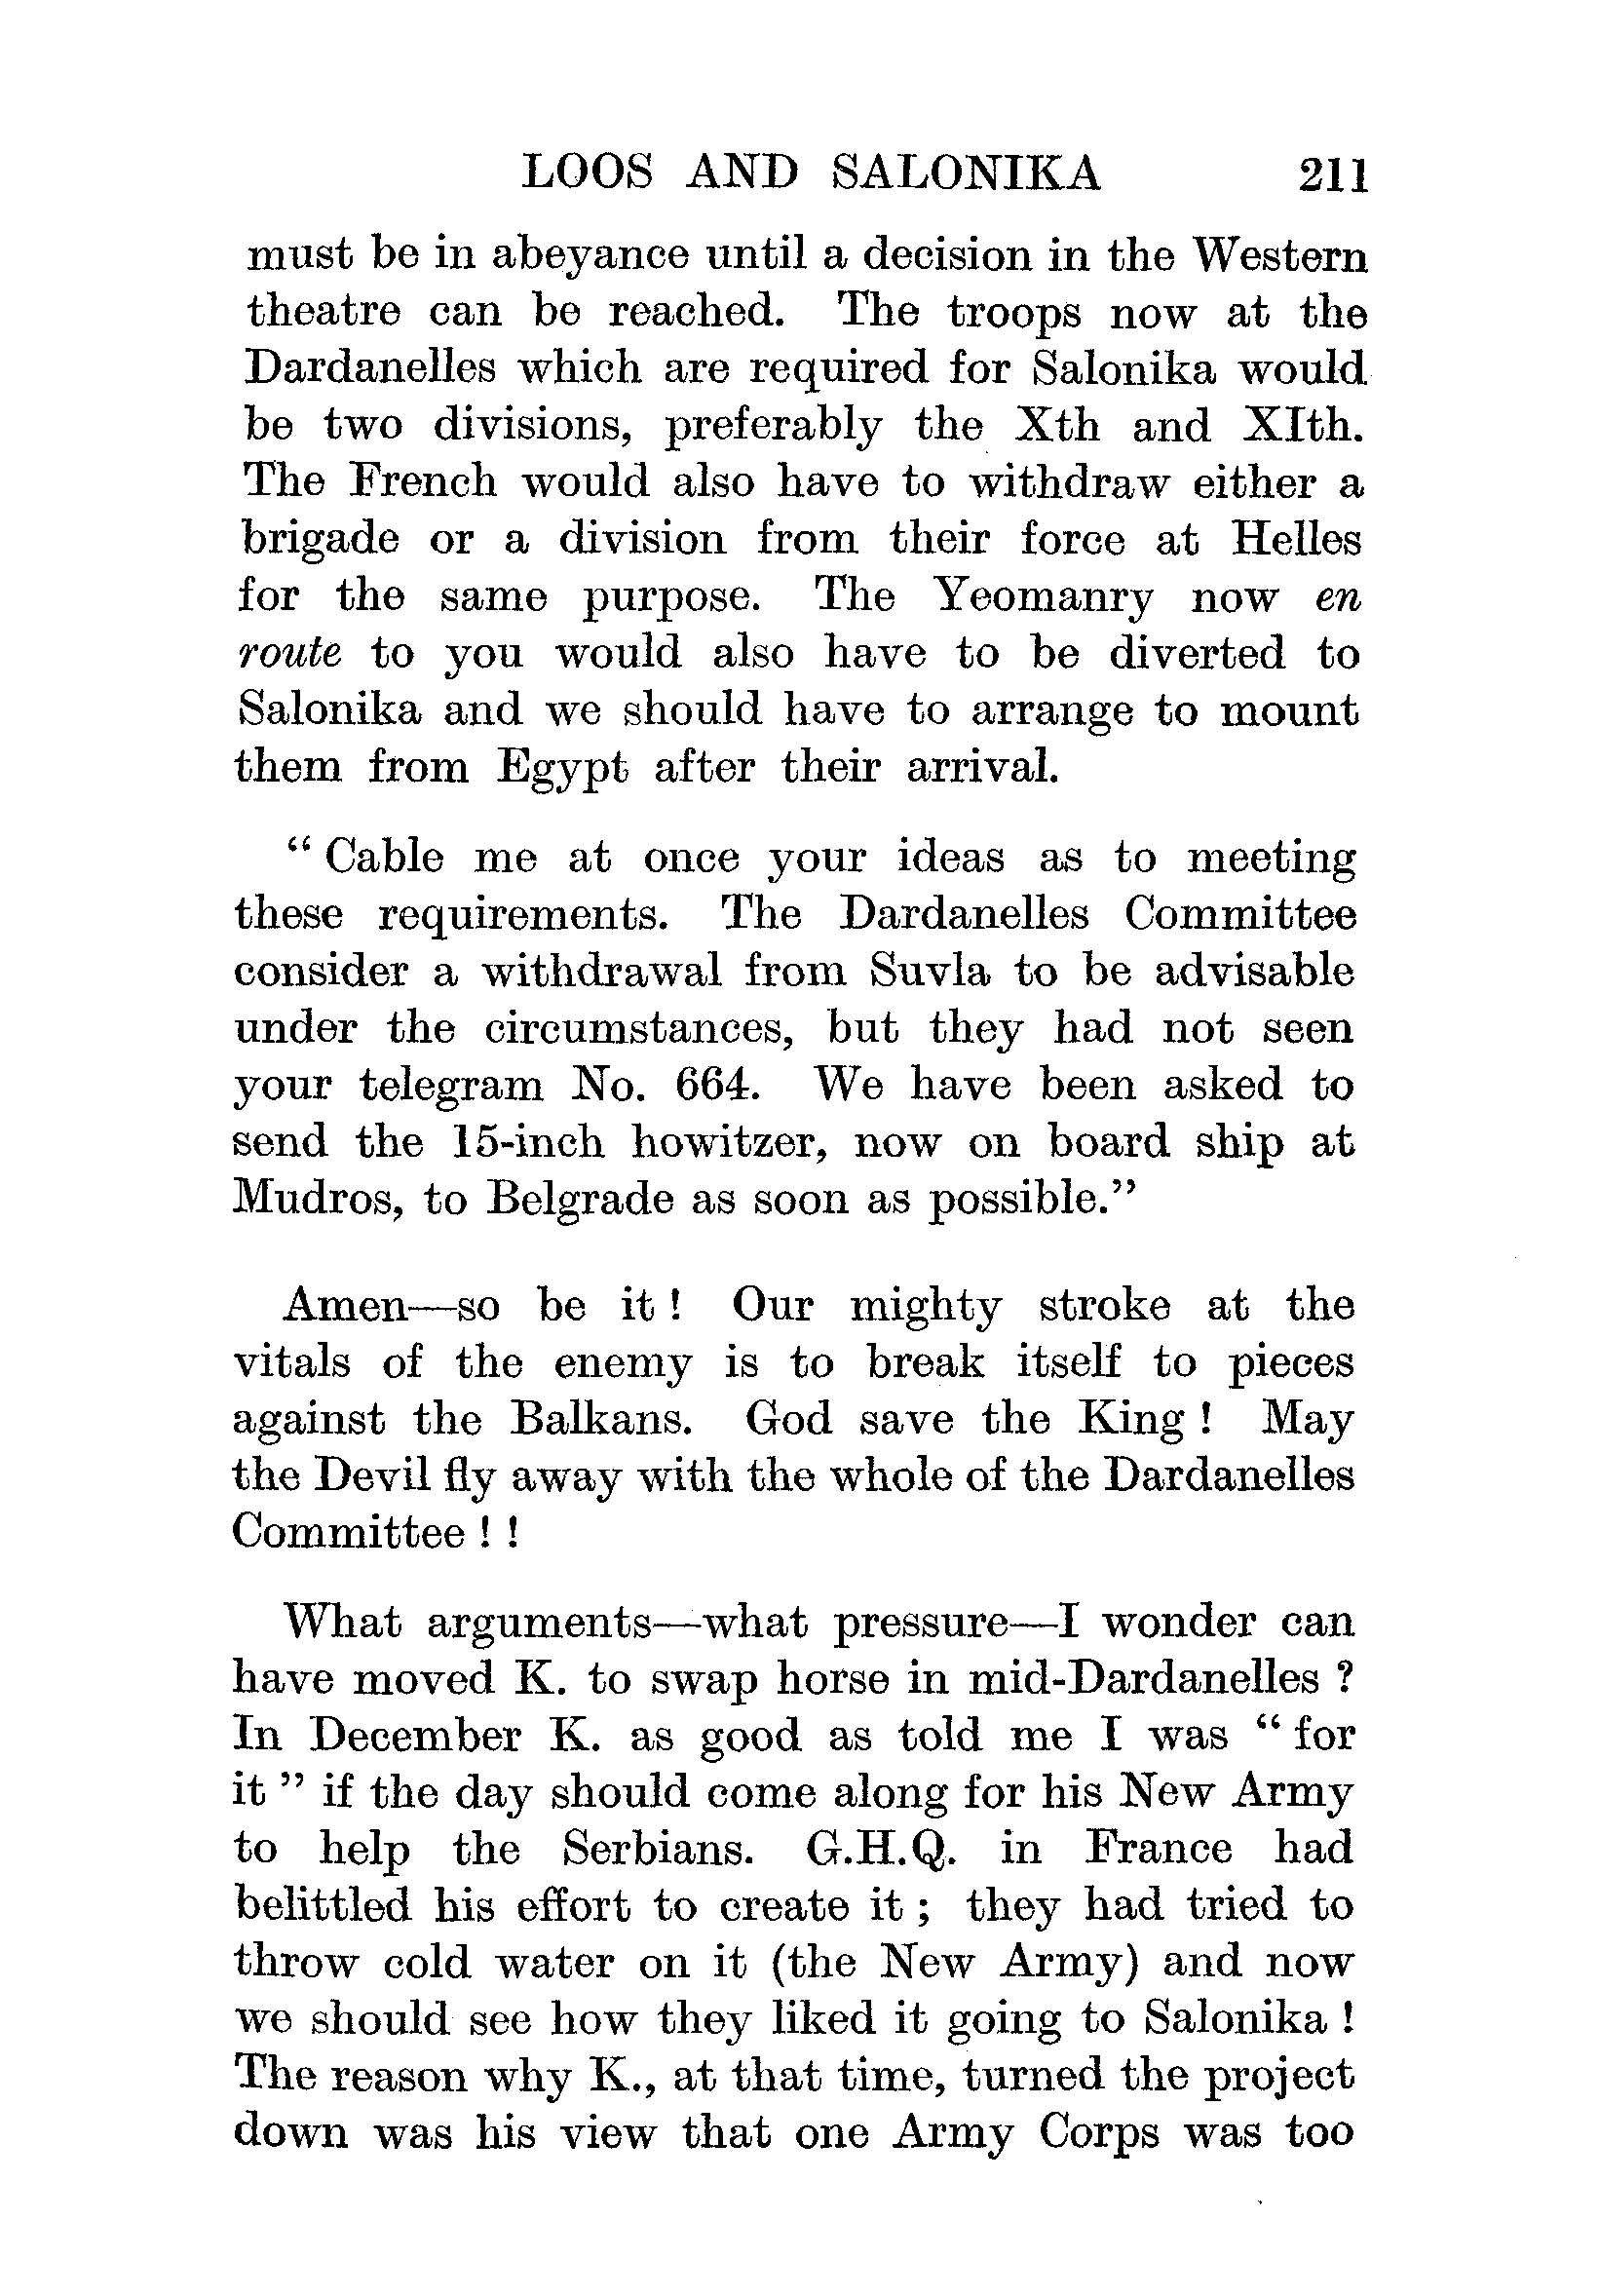 LOOS AND SALONIKA 211
must be in abeyance until a decision in the Western
theatre can be reached. The troops now at the
Dardanelles which are required for Salonika would
be two divisions, preferably the Xth and XIth.
The French would also have to withdraw either a
brigade or a division from their force at Helles
for the same purpose. The Yeomanry now en
route to you would also have to be diverted to
Salonika and we should have to arrange to mount
them from Egypt after their arrival.
“ Cable me at once your ideas as to meeting
these requirements. The Dardanelles Committee
consider a withdrawal from Suvla to be advisable
under the circumstances, but they had not seen
your telegram No. 664. We have been asked to
send the 15-inch howitzer, now on board ship at
Mudros, to Belgrade as soon as possible.”
Amen—so be it ! Our mighty stroke at the
vitals of the enemy is to break itself to pieces
against the Balkans. God save the King ! May
the Devil fly away with the whole of the Dardanelles
Committee ! !
What arguments—what pressure—I wonder can
have moved K. to swap horse in mid-Dardanelles ?
In December K. as good as told me I was “ for
it ” if the day should come along for his New Army
to help the Serbians. G.H.Q. in France had
belittled his effort to create it ; they had tried to
throw cold water on it (the New Army) and now
we should see how they liked it going to Salonika !
The reason why K., at that time, turned the project
down was his view that one Army Corps was too